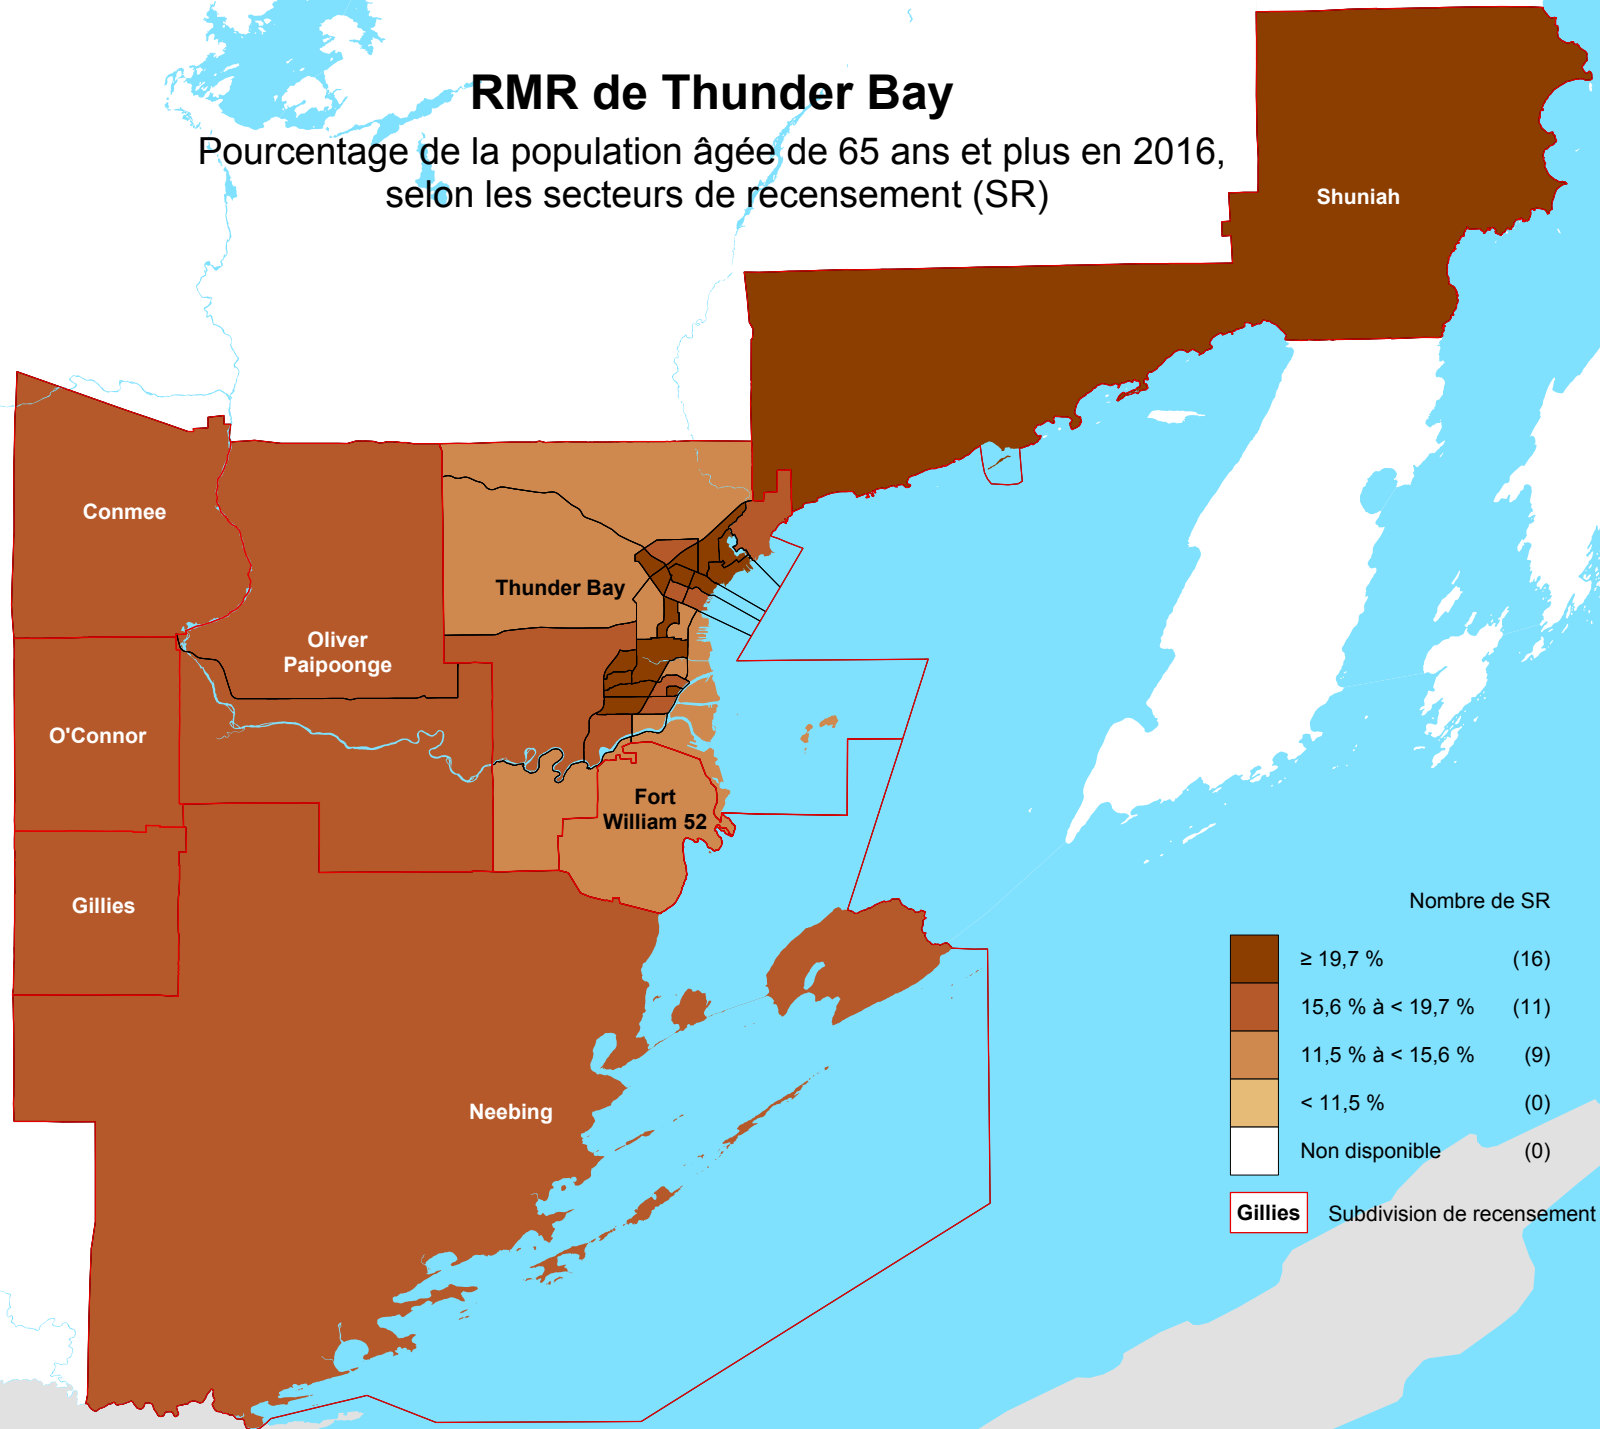 RMR de Thunder Bay
Pourcentage de la population âgée de 65 ans et plus en 2016,
selon les secteurs de recensement (SR)
Shuniah
Conmee
Thunder Bay
Oliver
Paipoonge
O'Connor
Fort
William 52
Gillies
Neebing
Nombre de SR
≥ 19,7 % (16)
15,6 % à < 19,7 % (11)
11,5 % à < 15,6 % (9)
< 11,5 % (0)
Non disponible (0)
Gillies Subdivision de recensement